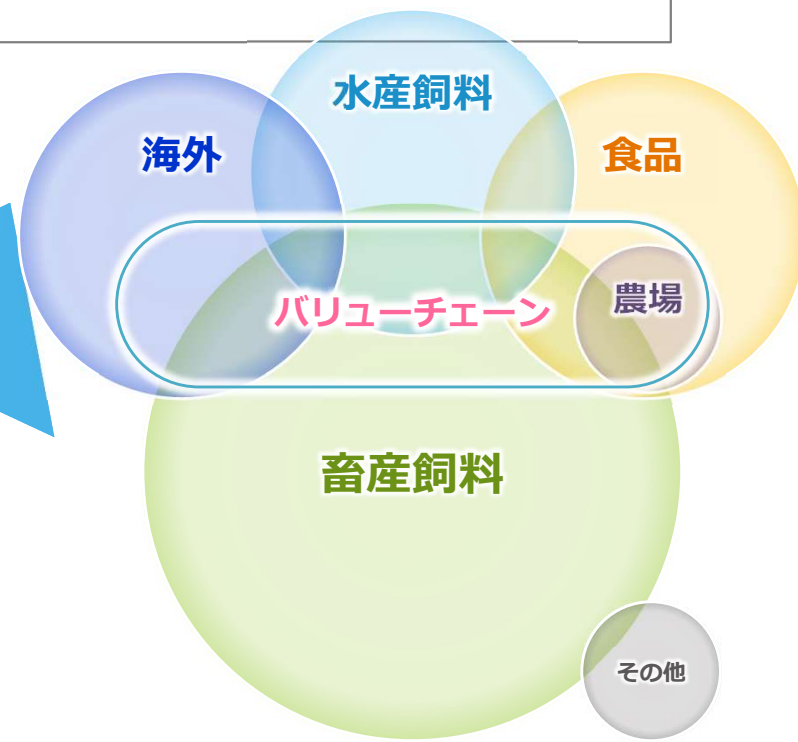 水産飼料
海外
食品
農場
バリューチェーン
畜産飼料
その他